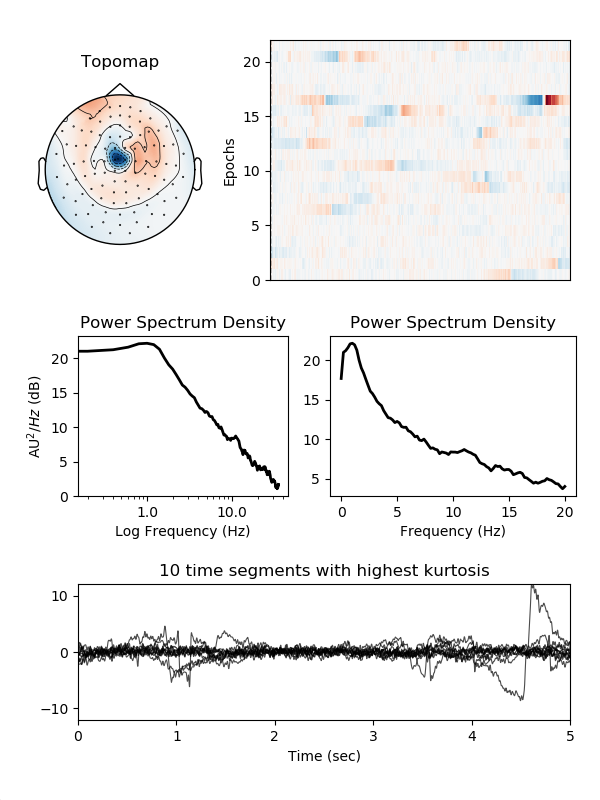 Topomap
Epochs
20
15
10
5
0
Power Spectrum Density
AU²/Hz (dB)
20
15
10
5
0
1.0 10.0
Log Frequency (Hz)
Power Spectrum Density
20
15
10
5
0 5 10 15 20
Frequency (Hz)
10 time segments with highest kurtosis
10
0
−10
0 1 2 3 4 5
Time (sec)